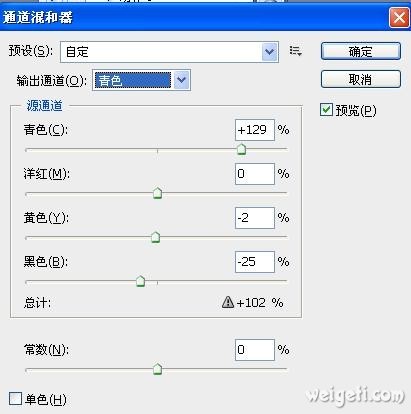 通道混和器
预设(S): 自定
确定
输出通道(O): 青色
取消
预览(P)
源通道
青色(C): +129 %
洋红(M): 0 %
黄色(Y): -2 %
黑色(B): -25 %
总计: +102 %
常数(N): 0 %
单色(H)
weigeti.com